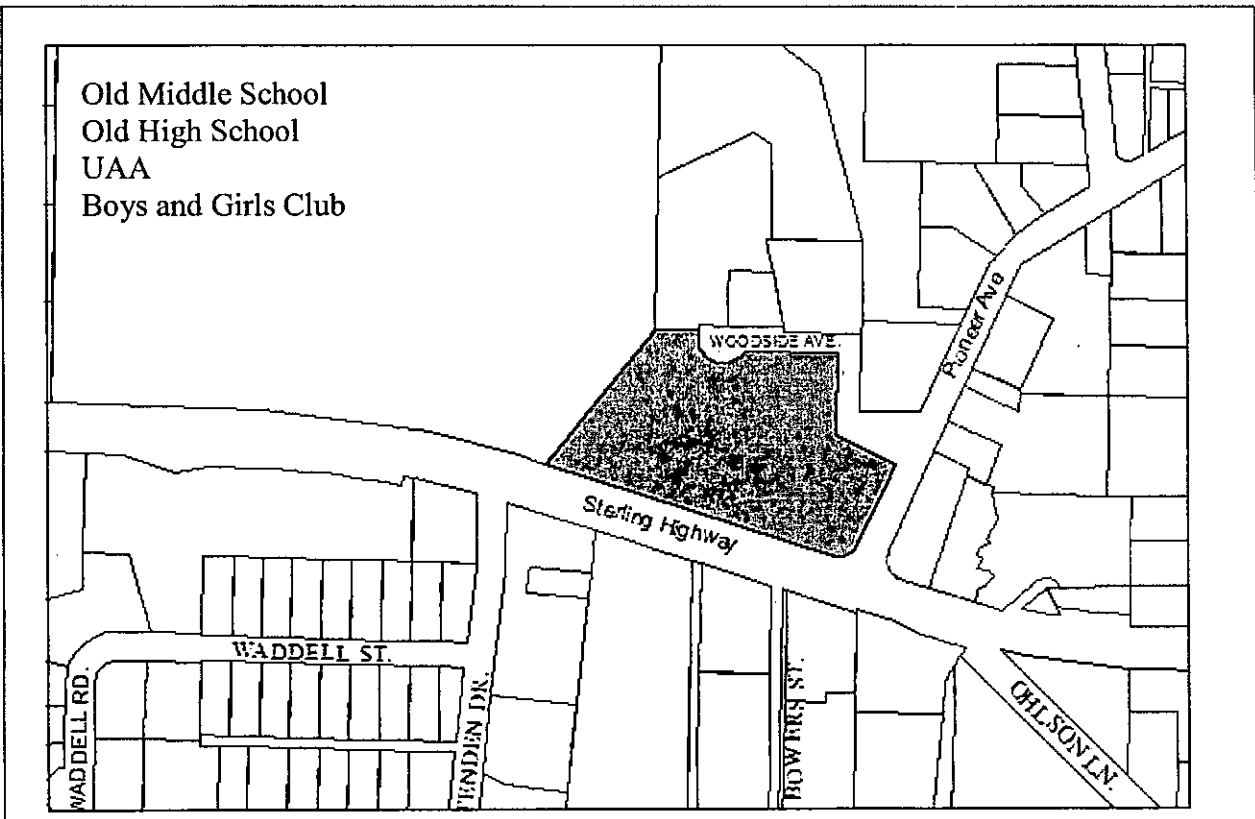 Old Middle School
Old High School
UAA
Boys and Girls Club
WOODSIDE AVE.
Pioneer Ave
Sterling Highway
WADDELL ST.
WADDELL RD.
TENDEN DR.
BOWERS ST.
OHLSON LN.